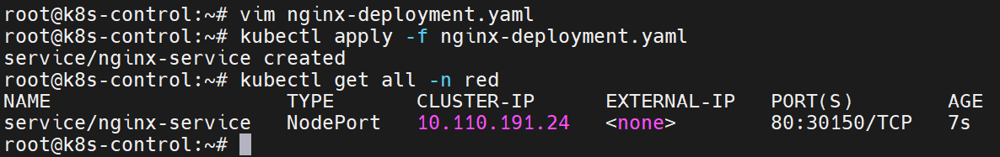 root@k8s-control:~# vim nginx-deployment.yaml
root@k8s-control:~# kubectl apply -f nginx-deployment.yaml
service/nginx-service created
root@k8s-control:~# kubectl get all -n red
NAME                    TYPE       CLUSTER-IP      EXTERNAL-IP   PORT(S)        AGE
service/nginx-service   NodePort   10.110.191.24   <none>        80:30150/TCP   7s
root@k8s-control:~#